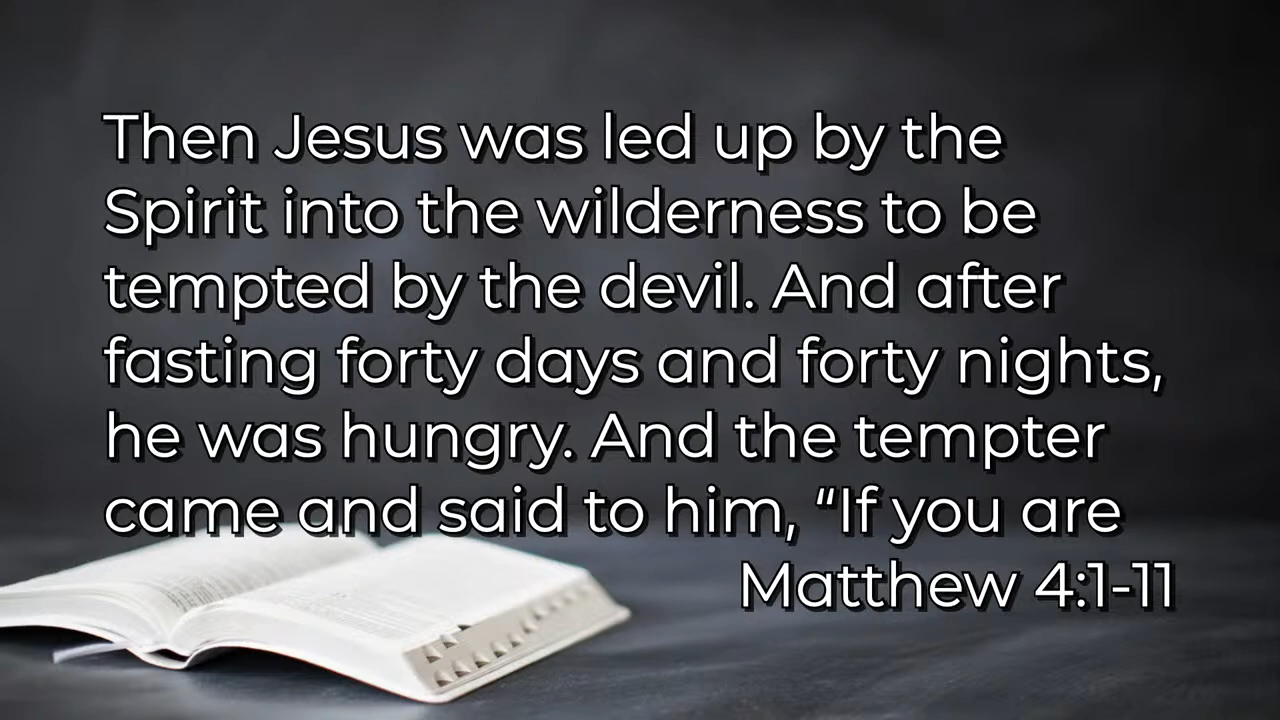 Then Jesus was led up by the
Spirit into the wilderness to be
tempted by the devil. And after
fasting forty days and forty nights,
he was hungry. And the tempter
came and said to him, “If you are
Matthew 4:1-11